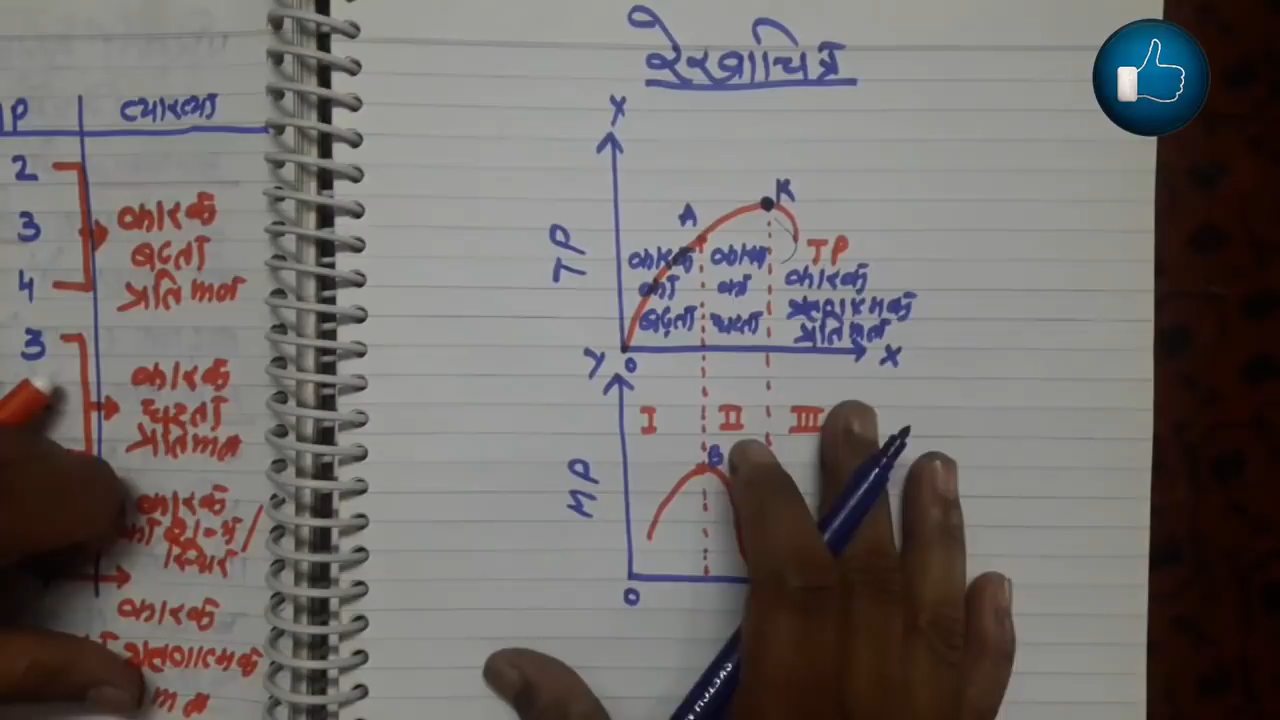 P व्याख्या
2
3
4
कारक
बढ़ता
प्रतिफल
3
कारक
घटता
प्रतिफल
कारक
कारक
रेखाचित्र
X
TP
A
K
TP
कारक
का
बढ़ता
का
घटता
कारक
प्रतिफल
O
X
Y
I II III
MP
B
O